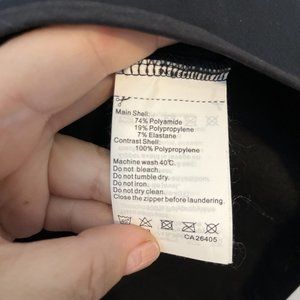 Main Shell:
74% Polyamide
19% Polypropylene
7% Elastane
Contrast Shell:
100% Polypropylene
Machine wash 40℃.
Do not bleach.
Do not tumble dry.
Do not iron.
Do not dry clean.
Close the zipper before laundering.
CA 26405